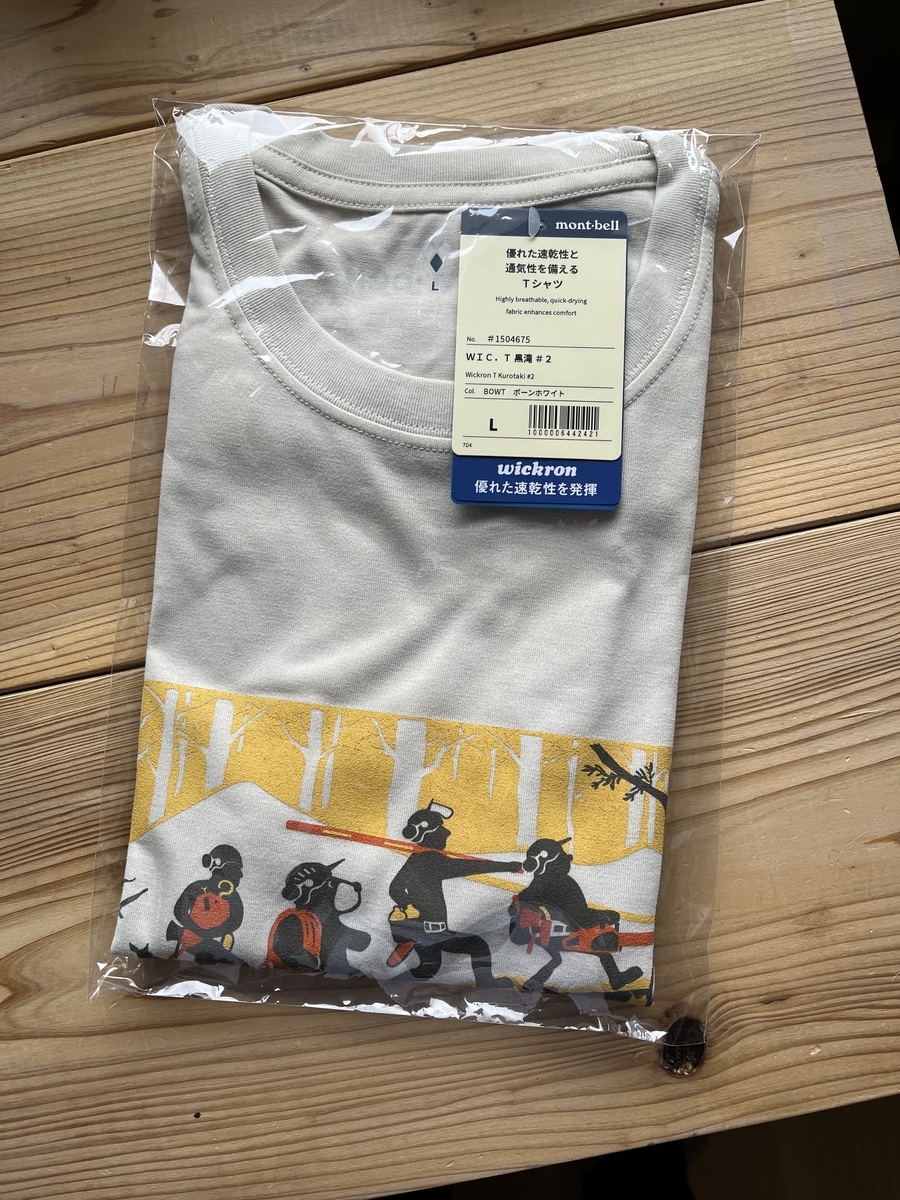 mont-bell
優れた速乾性と
通気性を備える
Tシャツ
Highly breathable, quick-drying
fabric enhances comfort
No. #1504675
WIC. T 黒滝 #2
Wickron T Kurotaki #2
Col. BOWT ボーンホワイト
L
1000006442421
704
wickron
優れた速乾性を発揮
L